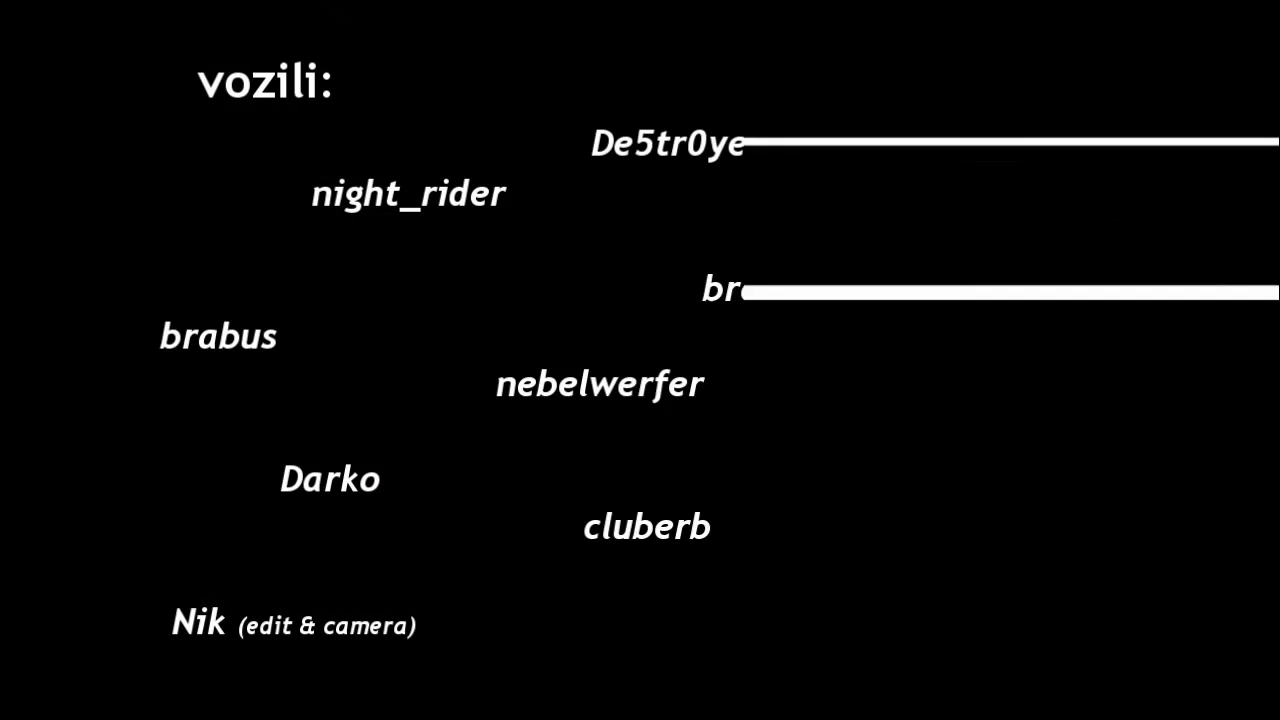 vozili:
De5tr0ye
night_rider
br
brabus
nebelwerfer
Darko
cluberb
Nik (edit & camera)